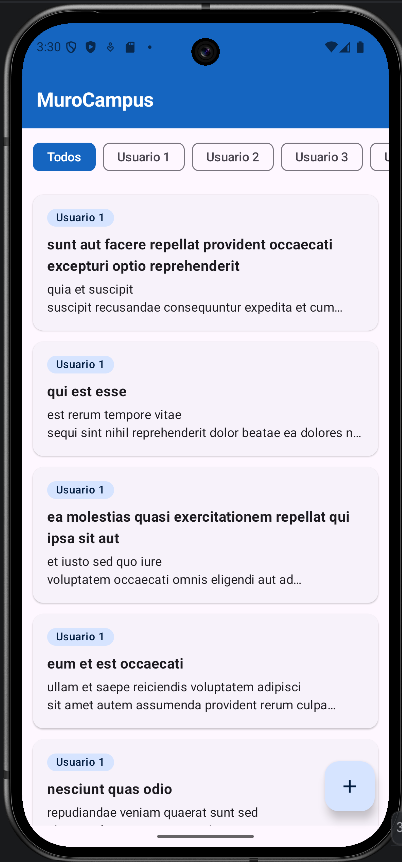 3:30
MuroCampus
Todos
Usuario 1
Usuario 2
Usuario 3
Usuario 1
sunt aut facere repellat provident occaecati
excepturi optio reprehenderit
quia et suscipit
suscipit recusandae consequuntur expedita et cum...
Usuario 1
qui est esse
est rerum tempore vitae
sequi sint nihil reprehenderit dolor beatae ea dolores n...
Usuario 1
ea molestias quasi exercitationem repellat qui
ipsa sit aut
et iusto sed quo iure
voluptatem occaecati omnis eligendi aut ad...
Usuario 1
eum et est occaecati
ullam et saepe reiciendis voluptatem adipisci
sit amet autem assumenda provident rerum culpa...
Usuario 1
nesciunt quas odio
repudiandae veniam quaerat sunt sed
+